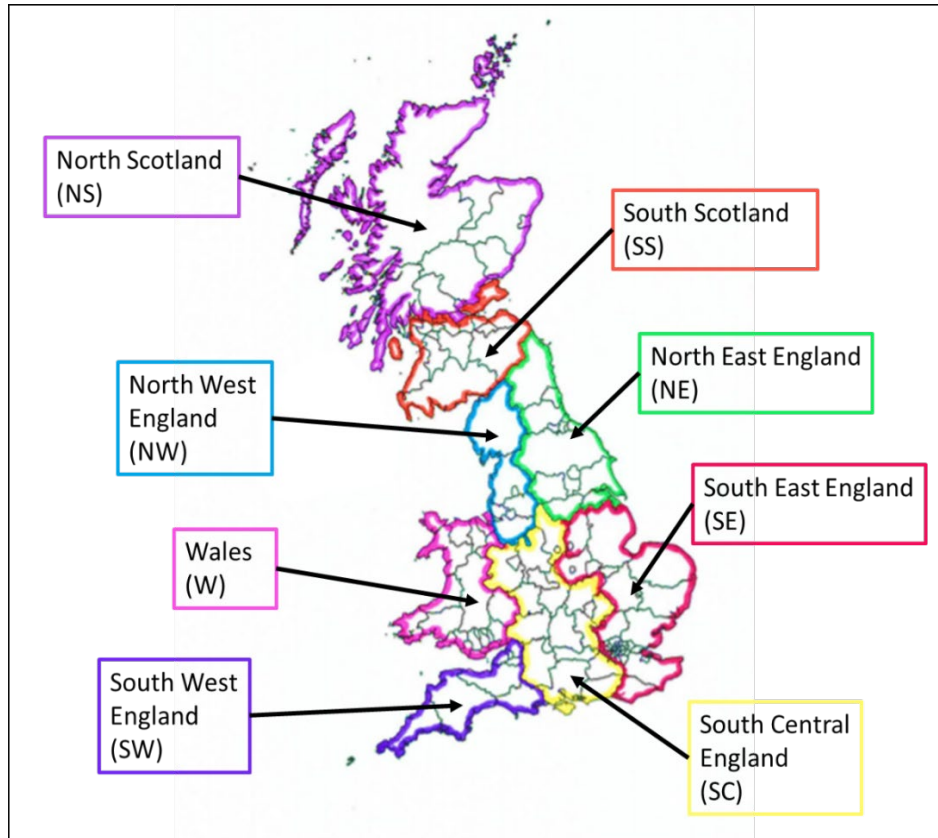 North Scotland
(NS)
South Scotland
(SS)
North West
England
(NW)
North East England
(NE)
South East England
(SE)
Wales
(W)
South West
England
(SW)
South Central
England
(SC)